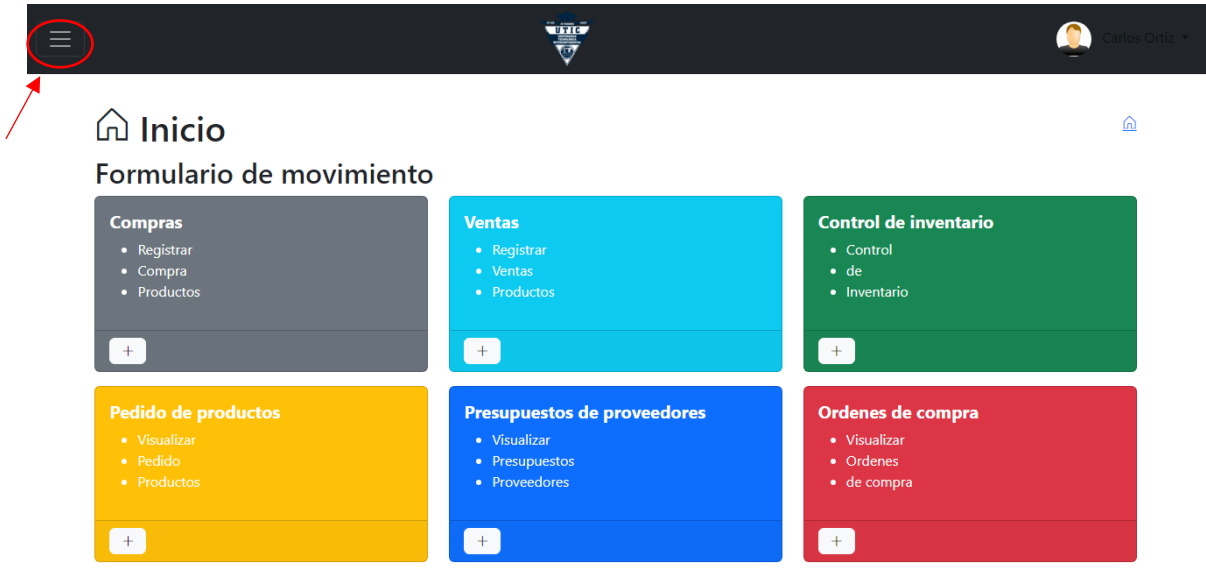 UTIC
Carlos Ortiz
Inicio
Formulario de movimiento
Compras
Registrar
Compra
Productos
+
Ventas
Registrar
Ventas
Productos
+
Control de inventario
Control
de
Inventario
+
Pedido de productos
Visualizar
Pedido
Productos
+
Presupuestos de proveedores
Visualizar
Presupuestos
Proveedores
+
Ordenes de compra
Visualizar
Ordenes
de compra
+